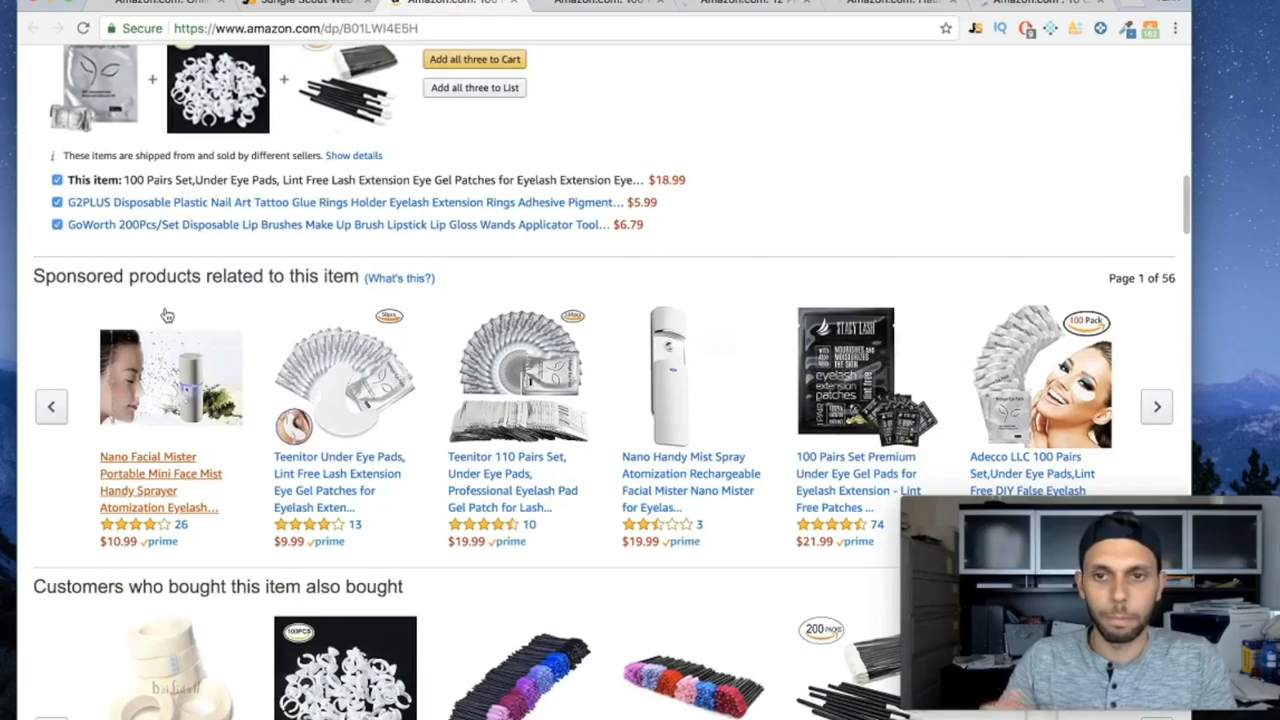 Secure https://www.amazon.com/dp/B01LWI4E5H
Add all three to Cart
Add all three to List
These items are shipped from and sold by different sellers. Show details
This item: 100 Pairs Set,Under Eye Pads, Lint Free Lash Extension Eye Gel Patches for Eyelash Extension Eye... $18.99
G2PLUS Disposable Plastic Nail Art Tattoo Glue Rings Holder Eyelash Extension Rings Adhesive Pigment... $5.99
GoWorth 200Pcs/Set Disposable Lip Brushes Make Up Brush Lipstick Lip Gloss Wands Applicator Tool... $6.79
Sponsored products related to this item (What's this?)
Page 1 of 56
STACY LASH
eyelash
extension
patches
100 Pack
Nano Facial Mister
Portable Mini Face Mist
Handy Sprayer
Atomization Eyelash...
26
$10.99 prime
Teenitor Under Eye Pads,
Lint Free Lash Extension
Eye Gel Patches for
Eyelash Exten...
13
$9.99 prime
Teenitor 110 Pairs Set,
Under Eye Pads,
Professional Eyelash Pad
Gel Patch for Lash...
10
$19.99 prime
Nano Handy Mist Spray
Atomization Rechargeable
Facial Mister Nano Mister
for Eyelas...
3
$19.99 prime
100 Pairs Set Premium
Under Eye Gel Pads for
Eyelash Extension - Lint
Free Patches ...
74
$21.99 prime
Adecco LLC 100 Pairs
Set,Under Eye Pads,Lint
Free DIY False Eyelash
Customers who bought this item also bought
100PCS
200 PACKS